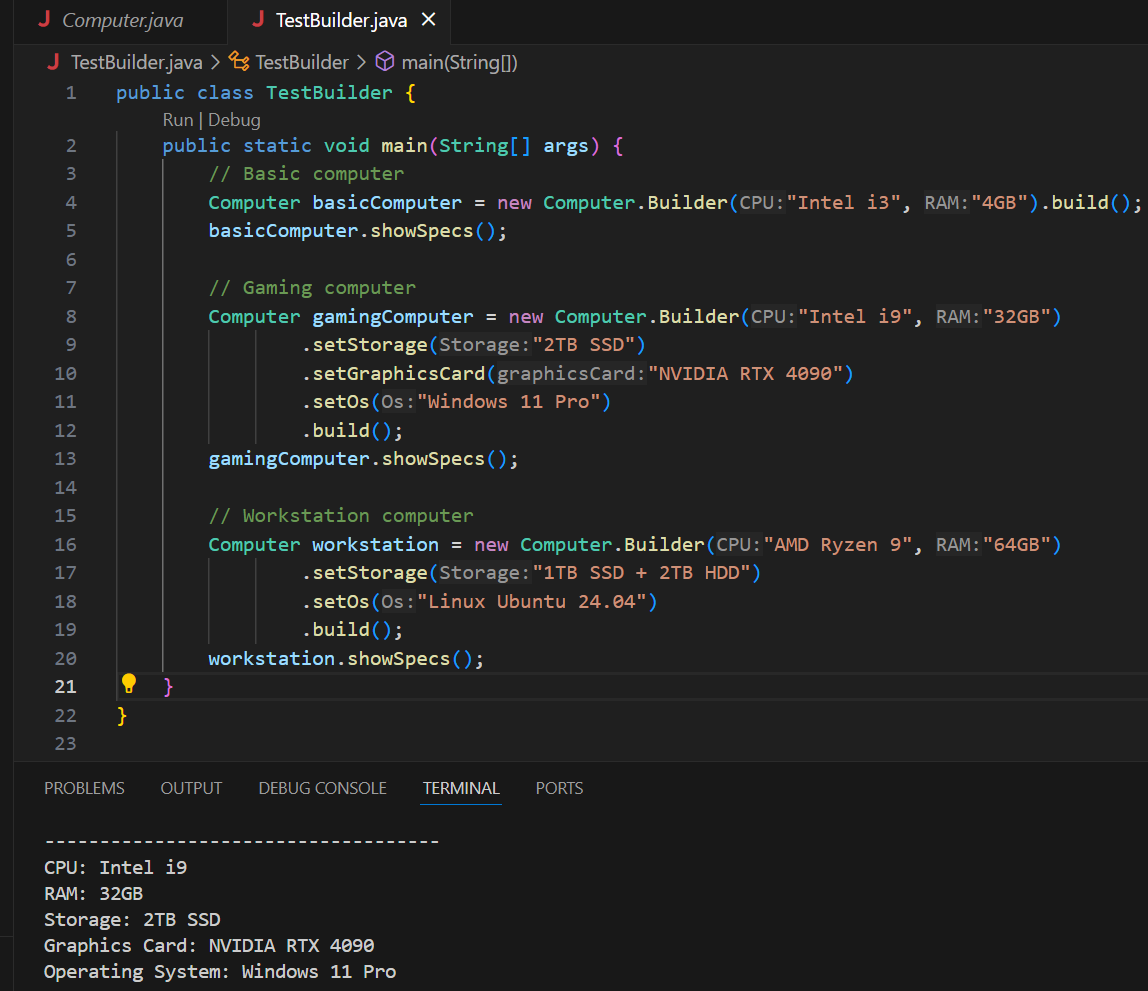 J Computer.java J TestBuilder.java ×
J TestBuilder.java > TestBuilder > main(String[])
1 public class TestBuilder {
Run | Debug
2 public static void main(String[] args) {
3 // Basic computer
4 Computer basicComputer = new Computer.Builder(CPU:"Intel i3", RAM:"4GB").build();
5 basicComputer.showSpecs();
6
7 // Gaming computer
8 Computer gamingComputer = new Computer.Builder(CPU:"Intel i9", RAM:"32GB")
9 .setStorage(Storage:"2TB SSD")
10 .setGraphicsCard(graphicsCard:"NVIDIA RTX 4090")
11 .setOs(Os:"Windows 11 Pro")
12 .build();
13 gamingComputer.showSpecs();
14
15 // Workstation computer
16 Computer workstation = new Computer.Builder(CPU:"AMD Ryzen 9", RAM:"64GB")
17 .setStorage(Storage:"1TB SSD + 2TB HDD")
18 .setOs(Os:"Linux Ubuntu 24.04")
19 .build();
20 workstation.showSpecs();
21 }
22 }
23
PROBLEMS OUTPUT DEBUG CONSOLE TERMINAL PORTS
------------------------------------
CPU: Intel i9
RAM: 32GB
Storage: 2TB SSD
Graphics Card: NVIDIA RTX 4090
Operating System: Windows 11 Pro